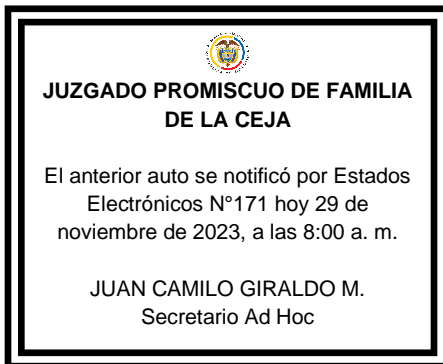 JUZGADO PROMISCUO DE FAMILIA
DE LA CEJA
El anterior auto se notificó por Estados
Electrónicos N°171 hoy 29 de
noviembre de 2023, a las 8:00 a. m.
JUAN CAMILO GIRALDO M.
Secretario Ad Hoc